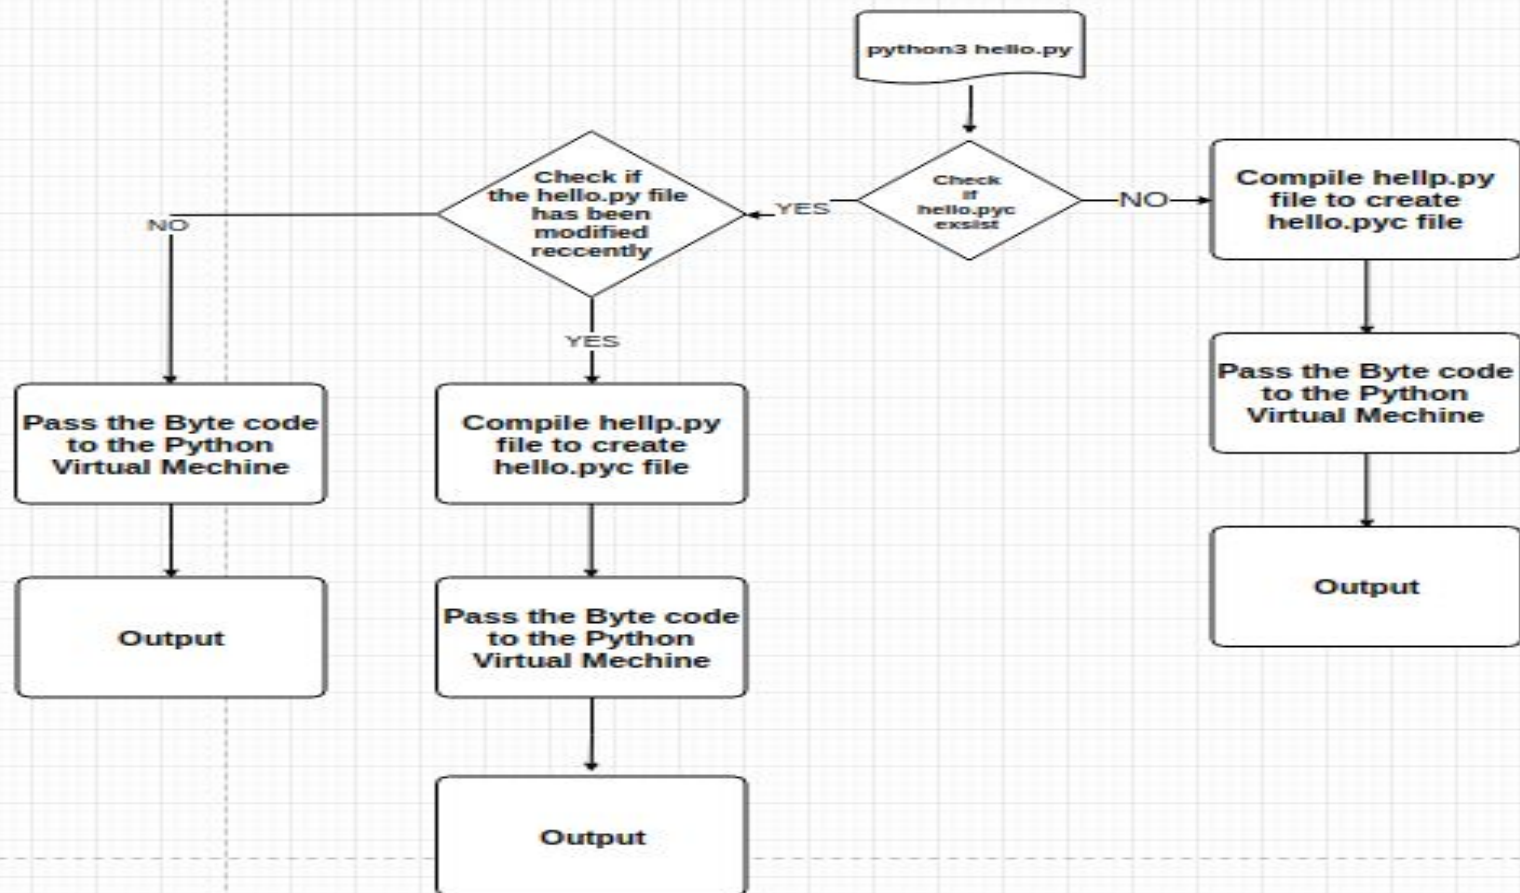 python3 hello.py
Check
if
hello.pyc
exsist
YES
NO
Check if
the hello.py file
has been
modified
reccently
NO
YES
Compile hellp.py
file to create
hello.pyc file
Pass the Byte code
to the Python
Virtual Mechine
Output
Pass the Byte code
to the Python
Virtual Mechine
Output
Compile hellp.py
file to create
hello.pyc file
Pass the Byte code
to the Python
Virtual Mechine
Output